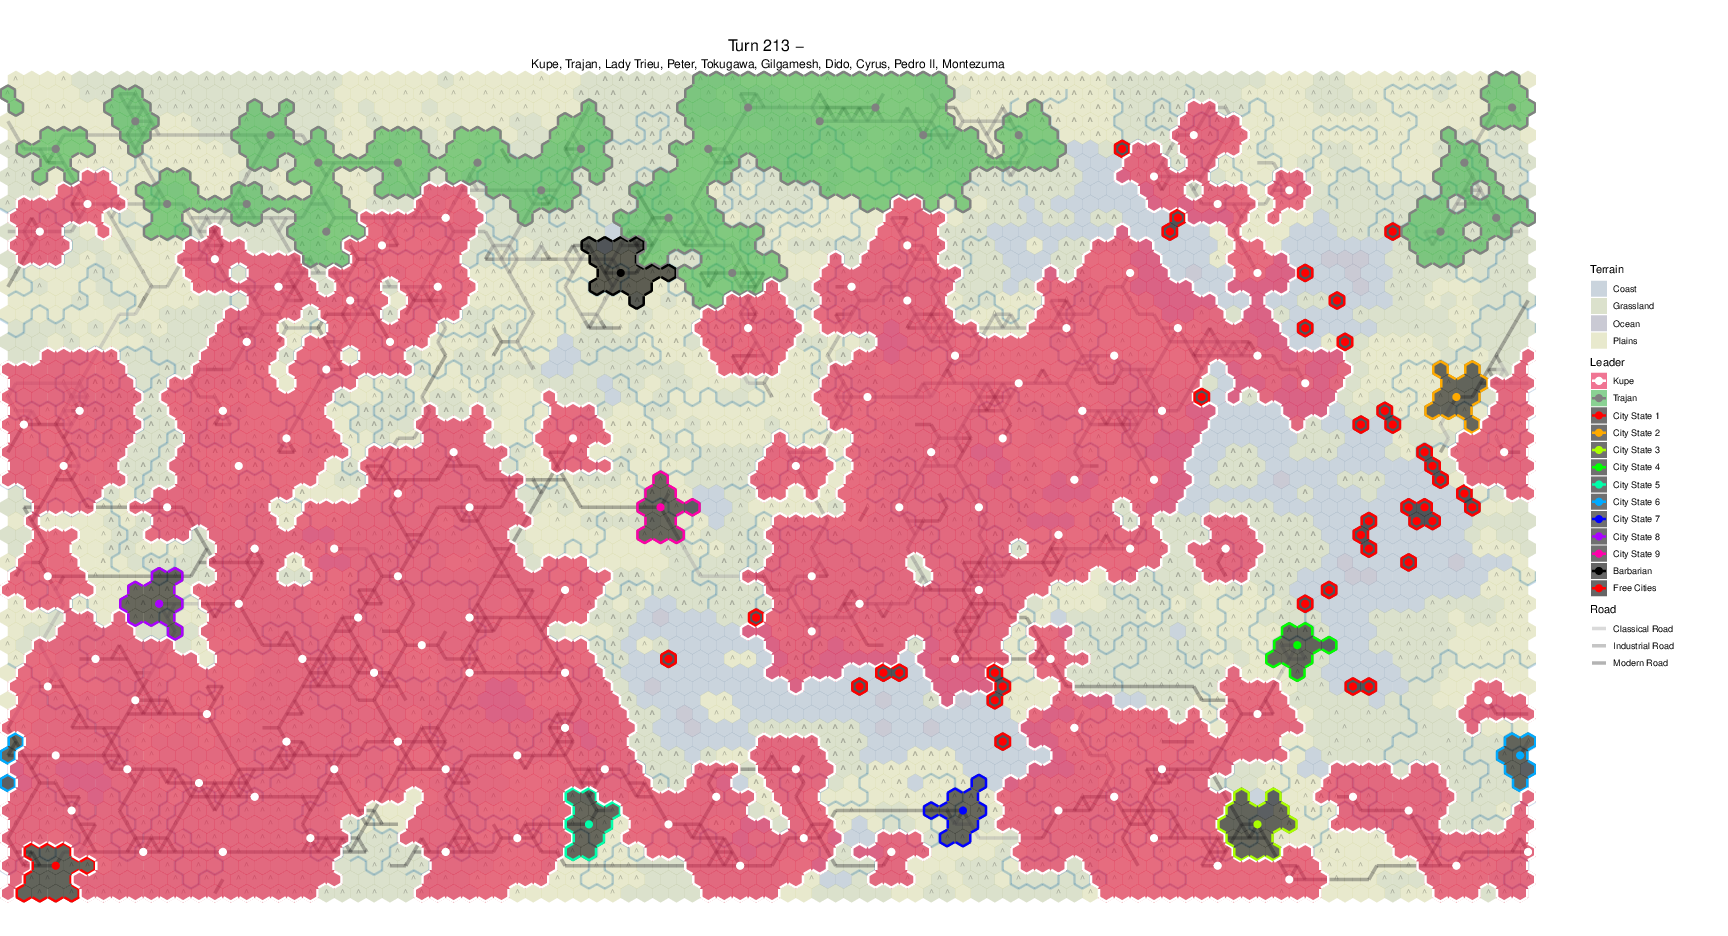 Turn 213 –
Kupe, Trajan, Lady Trieu, Peter, Tokugawa, Gilgamesh, Dido, Cyrus, Pedro II, Montezuma
Terrain
Coast
Grassland
Ocean
Plains
Leader
Kupe
Trajan
City State 1
City State 2
City State 3
City State 4
City State 5
City State 6
City State 7
City State 8
City State 9
Barbarian
Free Cities
Road
Classical Road
Industrial Road
Modern Road